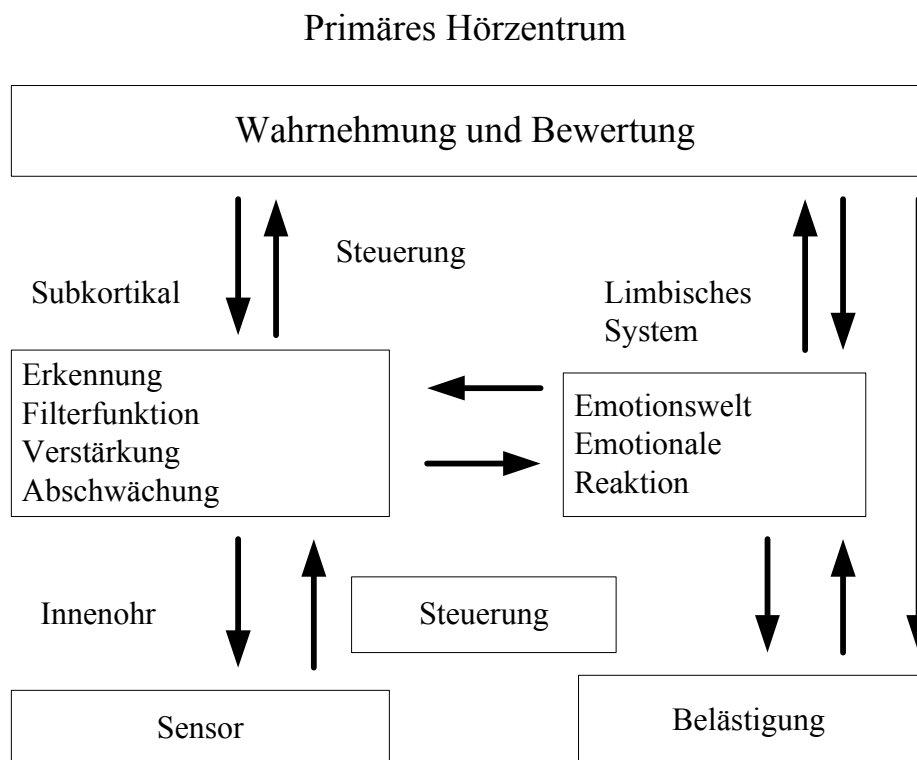 Primäres Hörzentrum
Wahrnehmung und Bewertung
Steuerung
Subkortikal
Limbisches
System
Erkennung
Filterfunktion
Verstärkung
Abschwächung
Emotionswelt
Emotionale
Reaktion
Innenohr
Steuerung
Sensor
Belästigung